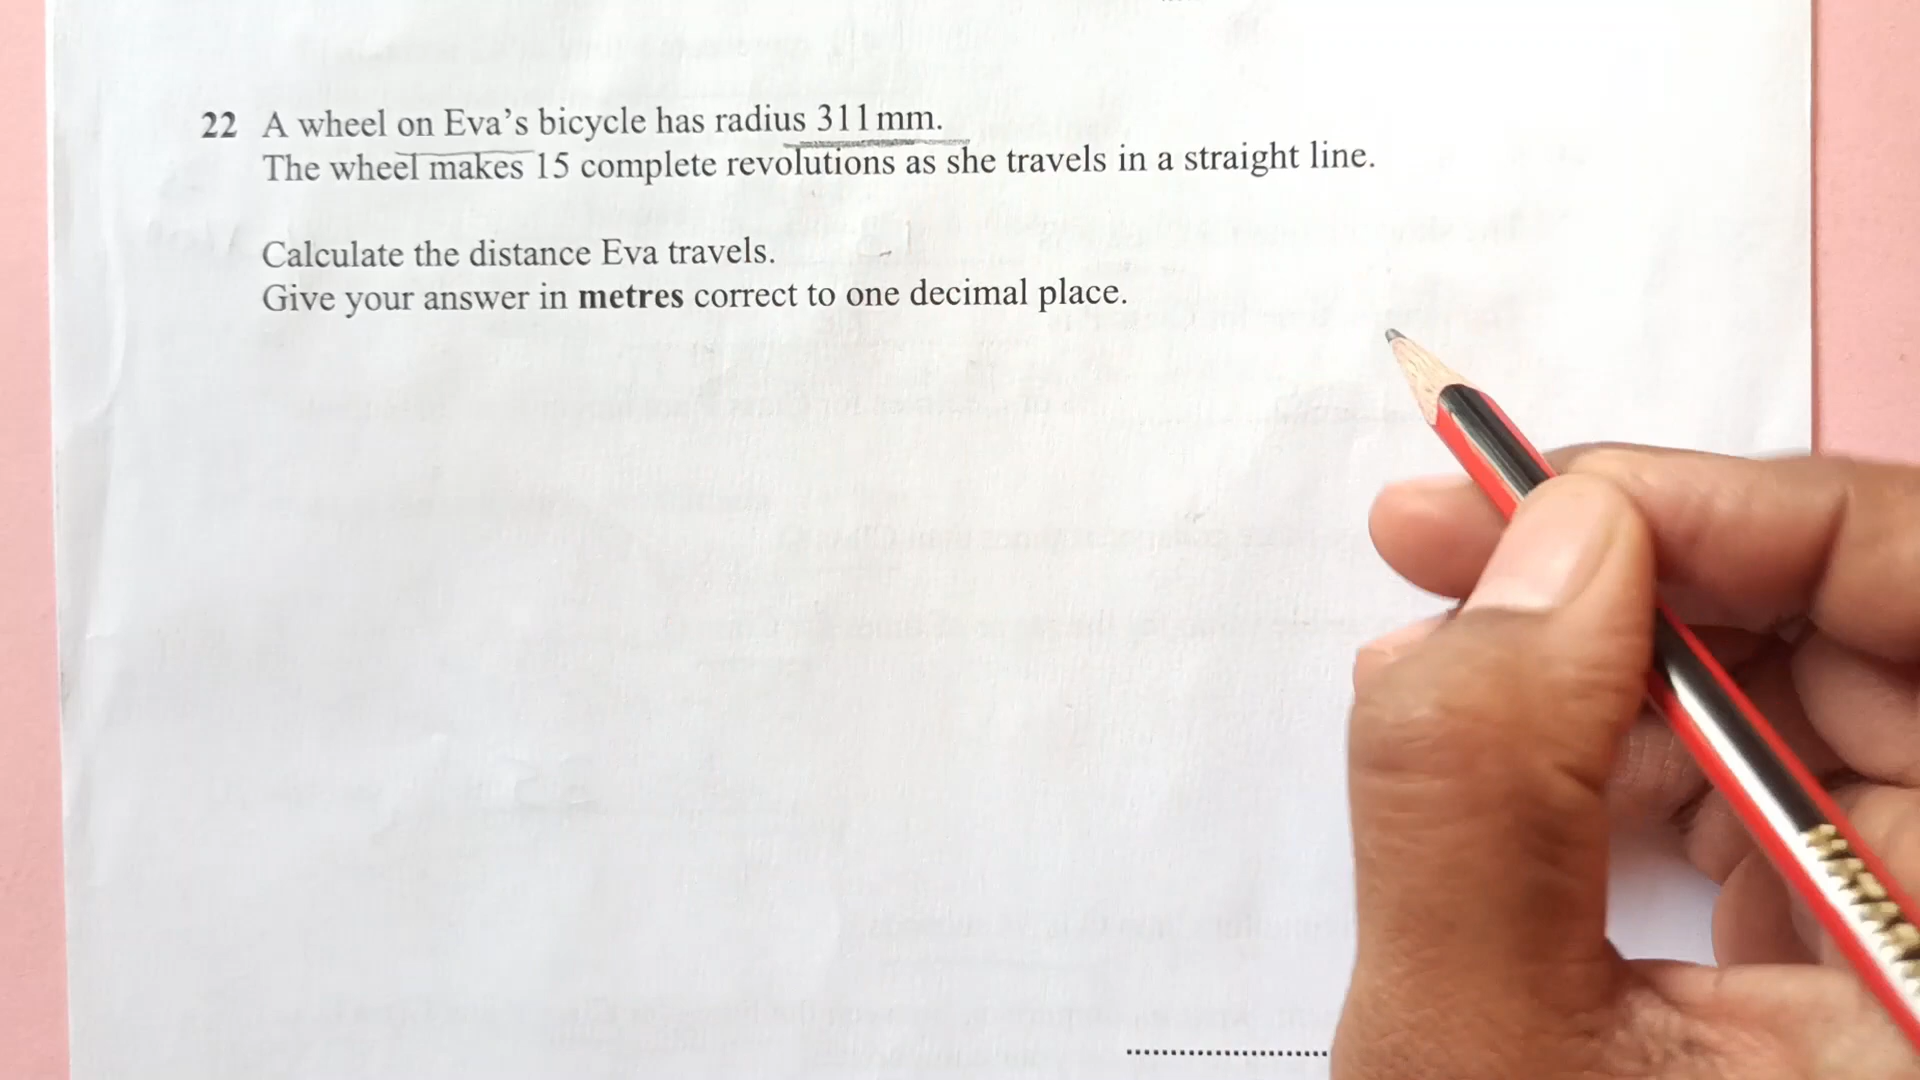 22 A wheel on Eva's bicycle has radius 311 mm.
The wheel makes 15 complete revolutions as she travels in a straight line.
Calculate the distance Eva travels.
Give your answer in metres correct to one decimal place.